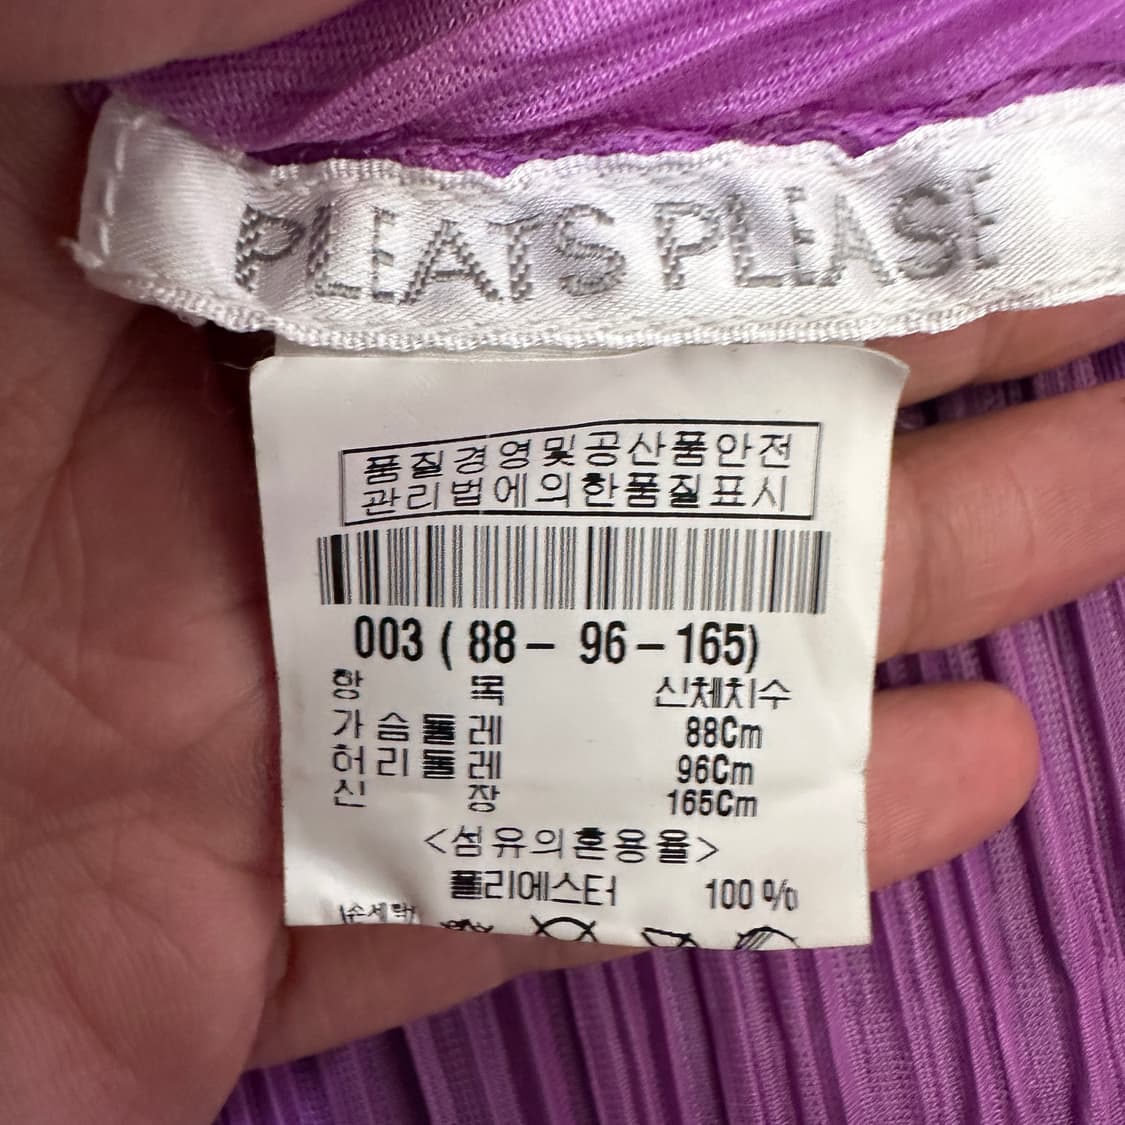 PLEATS PLEASE
품질경영및공산품안전
관리법에의한품질표시
003 ( 88 – 96 – 165)
항 목 신체치수
가슴둘레 88Cm
허리둘레 96Cm
신 장 165Cm
<섬유의혼용율>
폴리에스터 100 %
손세탁